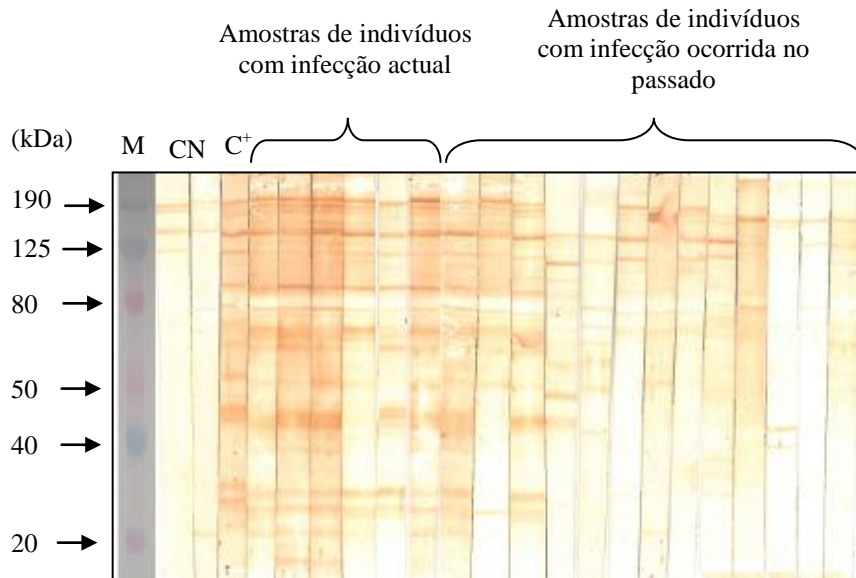 Amostras de indivíduos
com infecção actual
Amostras de indivíduos
com infecção ocorrida no
passado
(kDa)
M
CN
C+
190
125
80
50
40
20